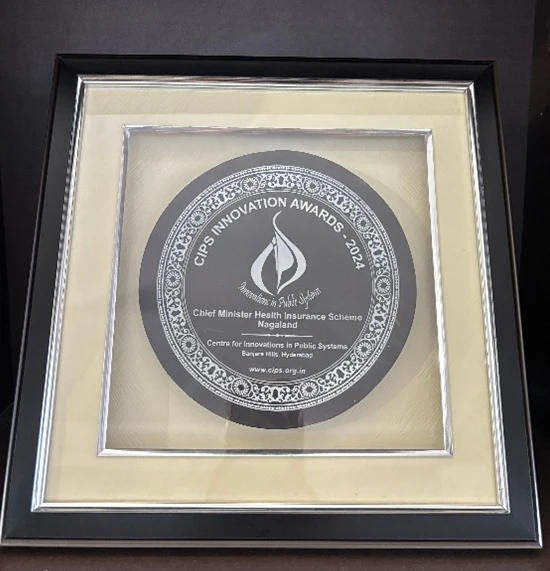 CIPS INNOVATION AWARDS - 2024
Innovations in Public Systems
Chief Minister Health Insurance Scheme
Nagaland
Centre for Innovations in Public Systems
Banjara Hills, Hyderabad
www.cips.org.in